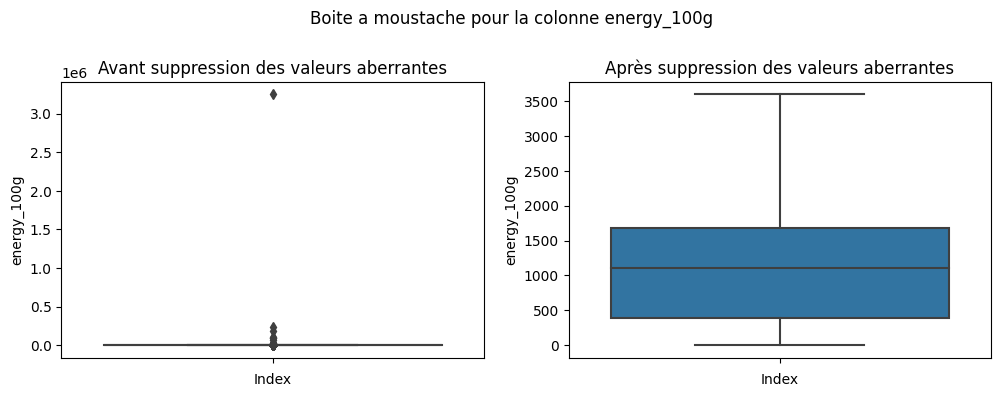 Boite a moustache pour la colonne energy_100g
Avant suppression des valeurs aberrantes
1e6
3.0
2.5
2.0
1.5
1.0
0.5
0.0
energy_100g
Index
Après suppression des valeurs aberrantes
3500
3000
2500
2000
1500
1000
500
0
energy_100g
Index